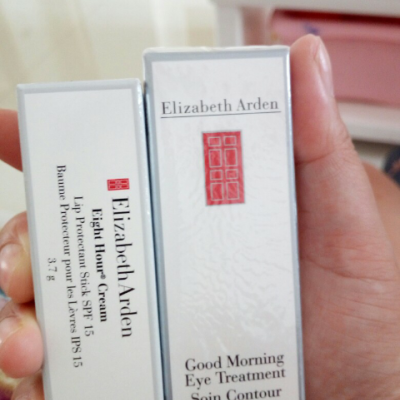 Elizabeth Arden
Eight Hour® Cream
Lip Protectant Stick SPF 15
Baume Protecteur pour les Lèvres IPS 15
3.7 g
Elizabeth Arden
Good Morning
Eye Treatment
Soin Contour